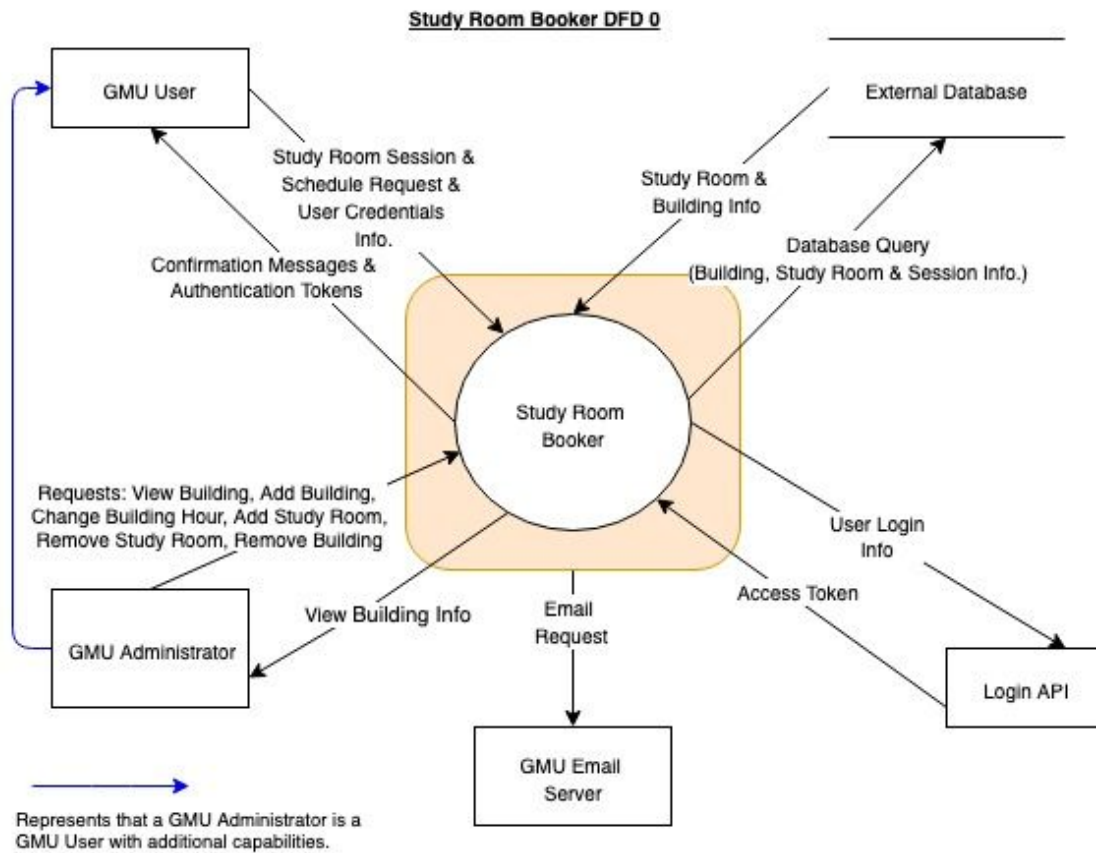 Study Room Booker DFD 0
GMU User
External Database
Study Room Session &
Schedule Request &
User Credentials
Info.
Study Room &
Building Info
Database Query
(Building, Study Room & Session Info.)
Confirmation Messages &
Authentication Tokens
Study Room
Booker
Requests: View Building, Add Building,
Change Building Hour, Add Study Room,
Remove Study Room, Remove Building
User Login
Info
Access Token
View Building Info
Email
Request
GMU Administrator
Login API
GMU Email
Server
Represents that a GMU Administrator is a
GMU User with additional capabilities.